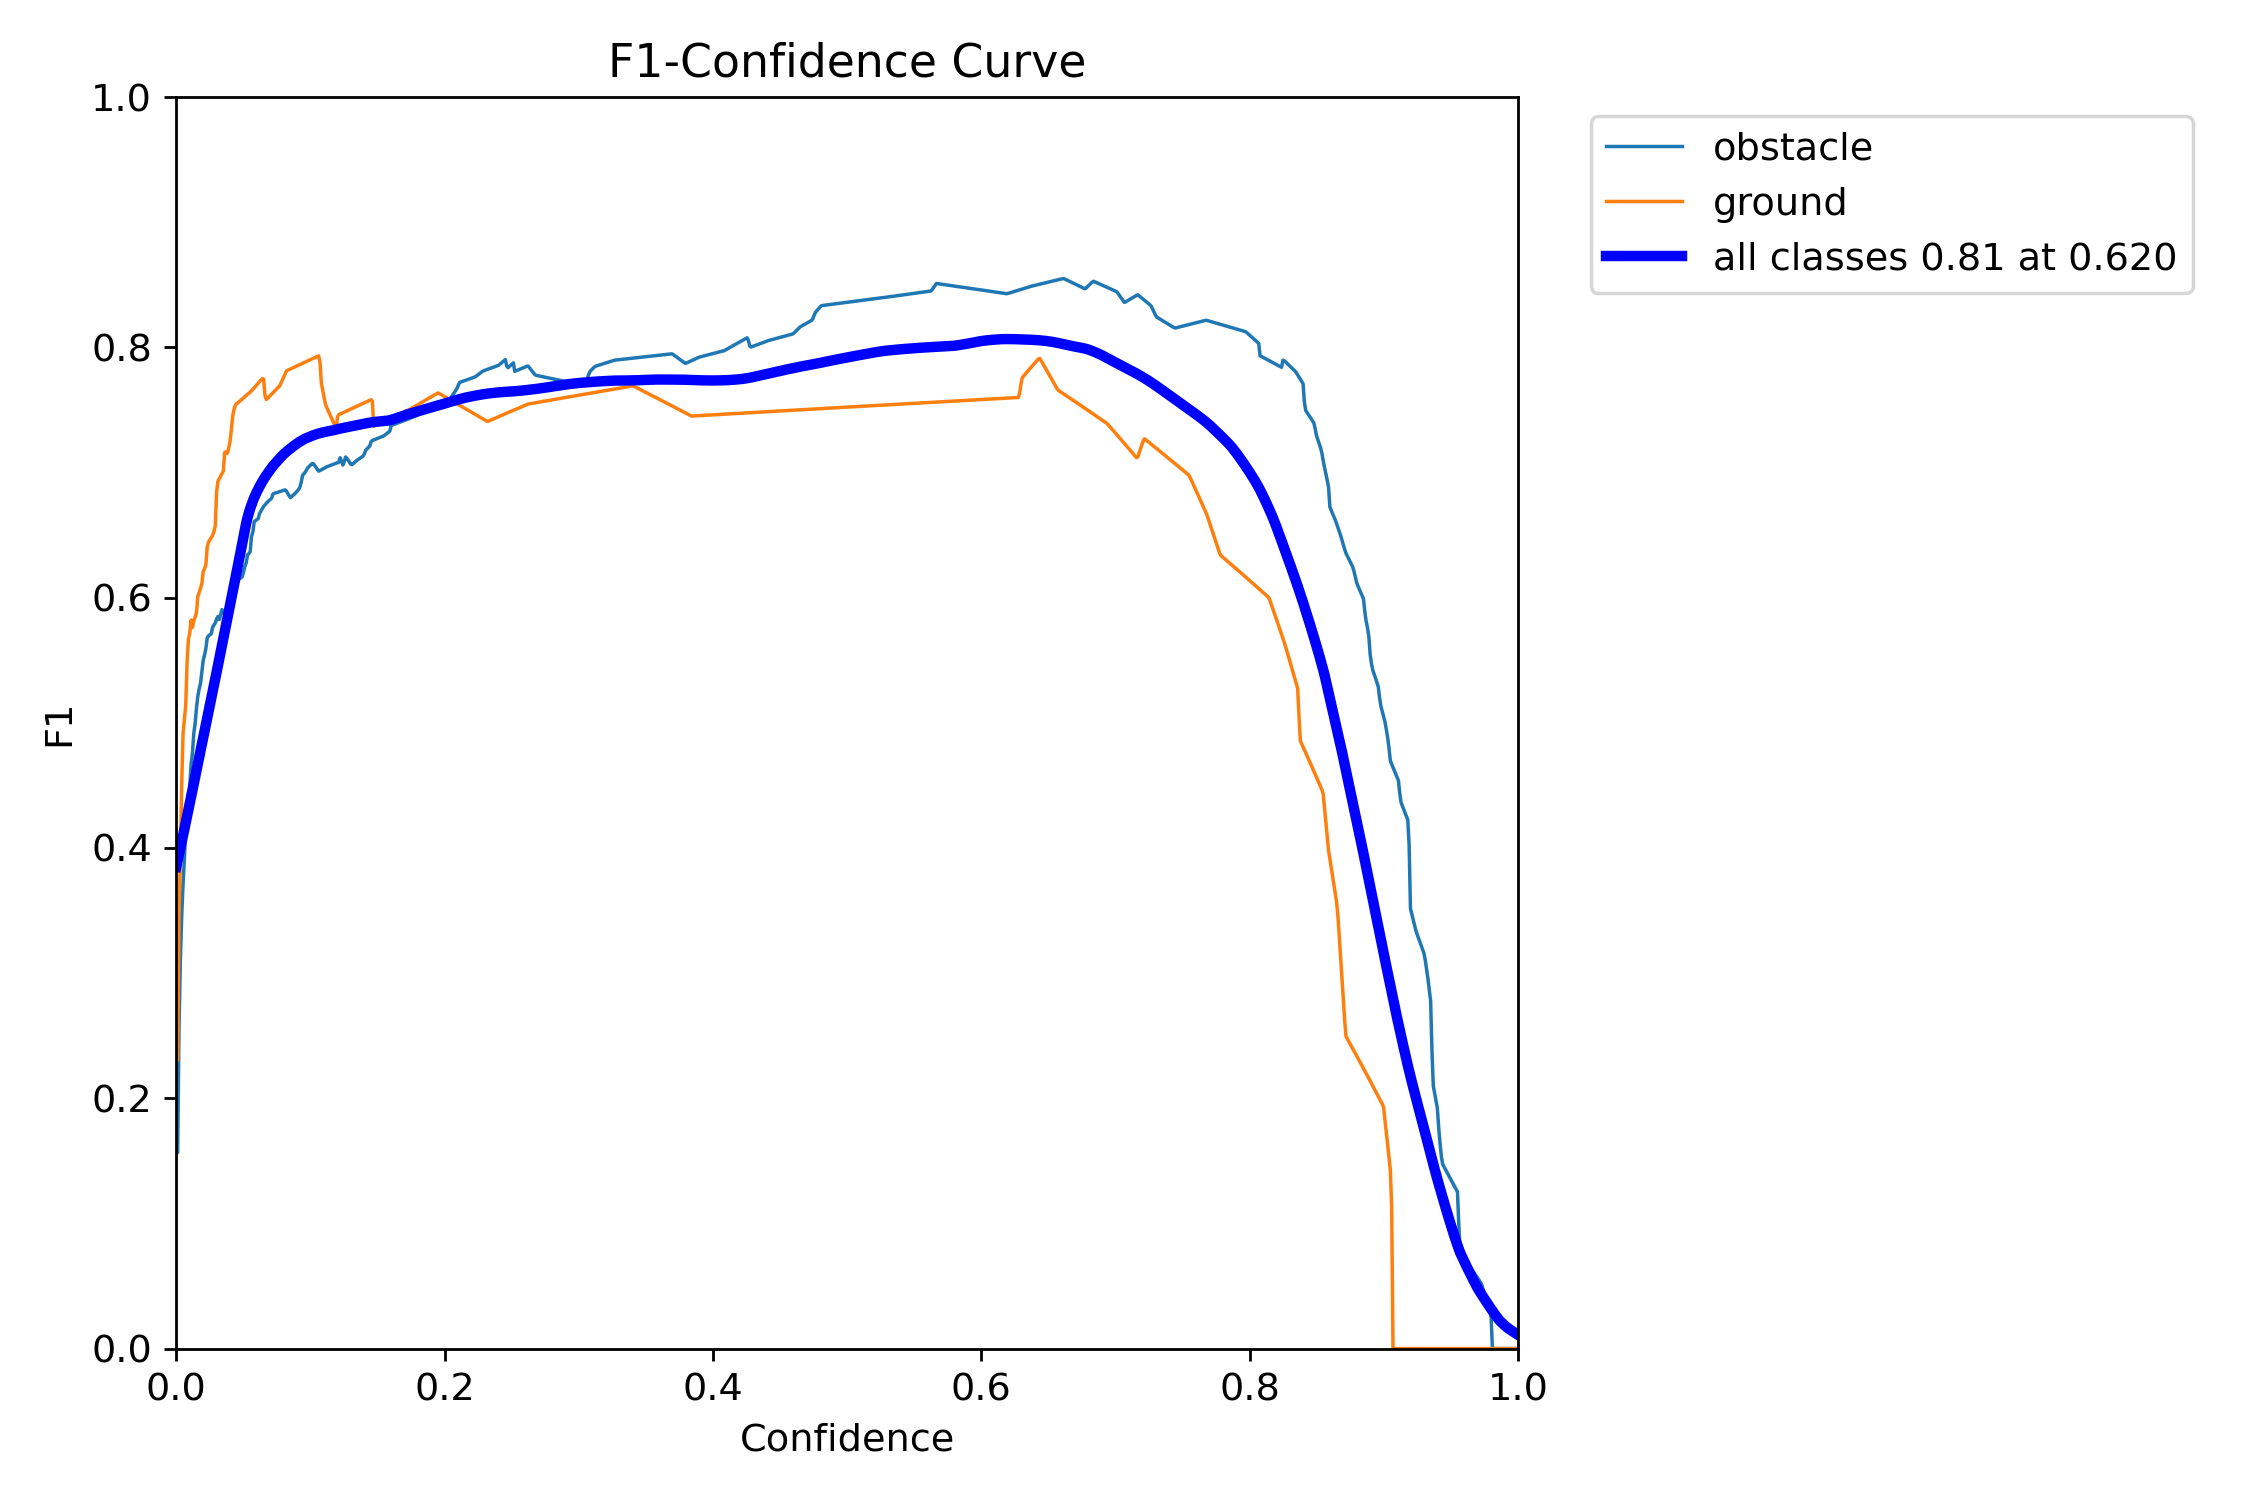 F1-Confidence Curve
1.0
0.8
0.6
0.4
0.2
0.0
F1
0.0 0.2 0.4 0.6 0.8 1.0
Confidence
obstacle
ground
all classes 0.81 at 0.620